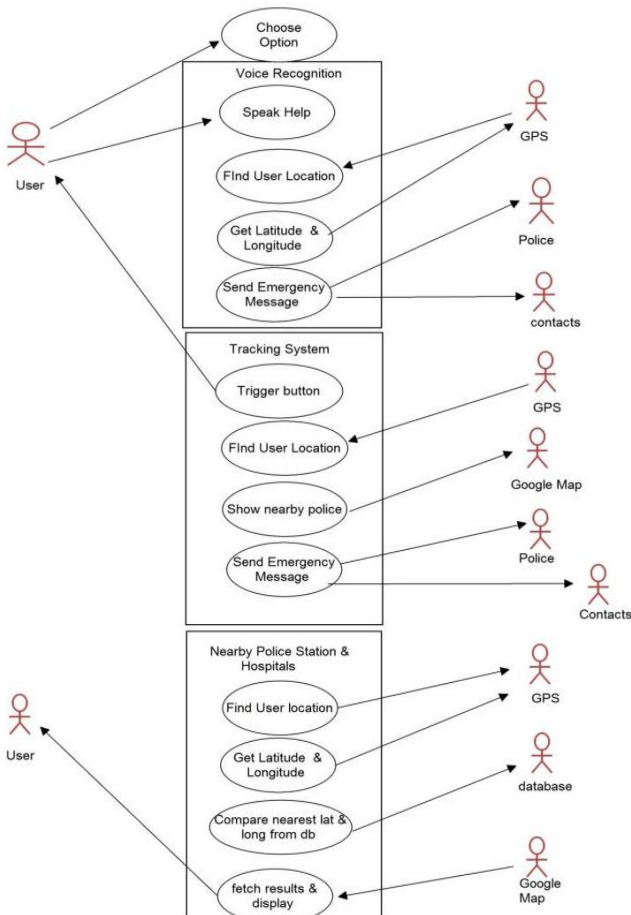 Choose
Option
Voice Recognition
Speak Help
GPS
User
FInd User Location
Get Latitude &
Longitude
Police
Send Emergency
Message
contacts
Tracking System
Trigger button
GPS
FInd User Location
Google Map
Show nearby police
Police
Send Emergency
Message
Contacts
Nearby Police Station &
Hospitals
GPS
Find User location
User
Get Latitude &
Longitude
database
Compare nearest lat &
long from db
fetch results &
display
Google
Map